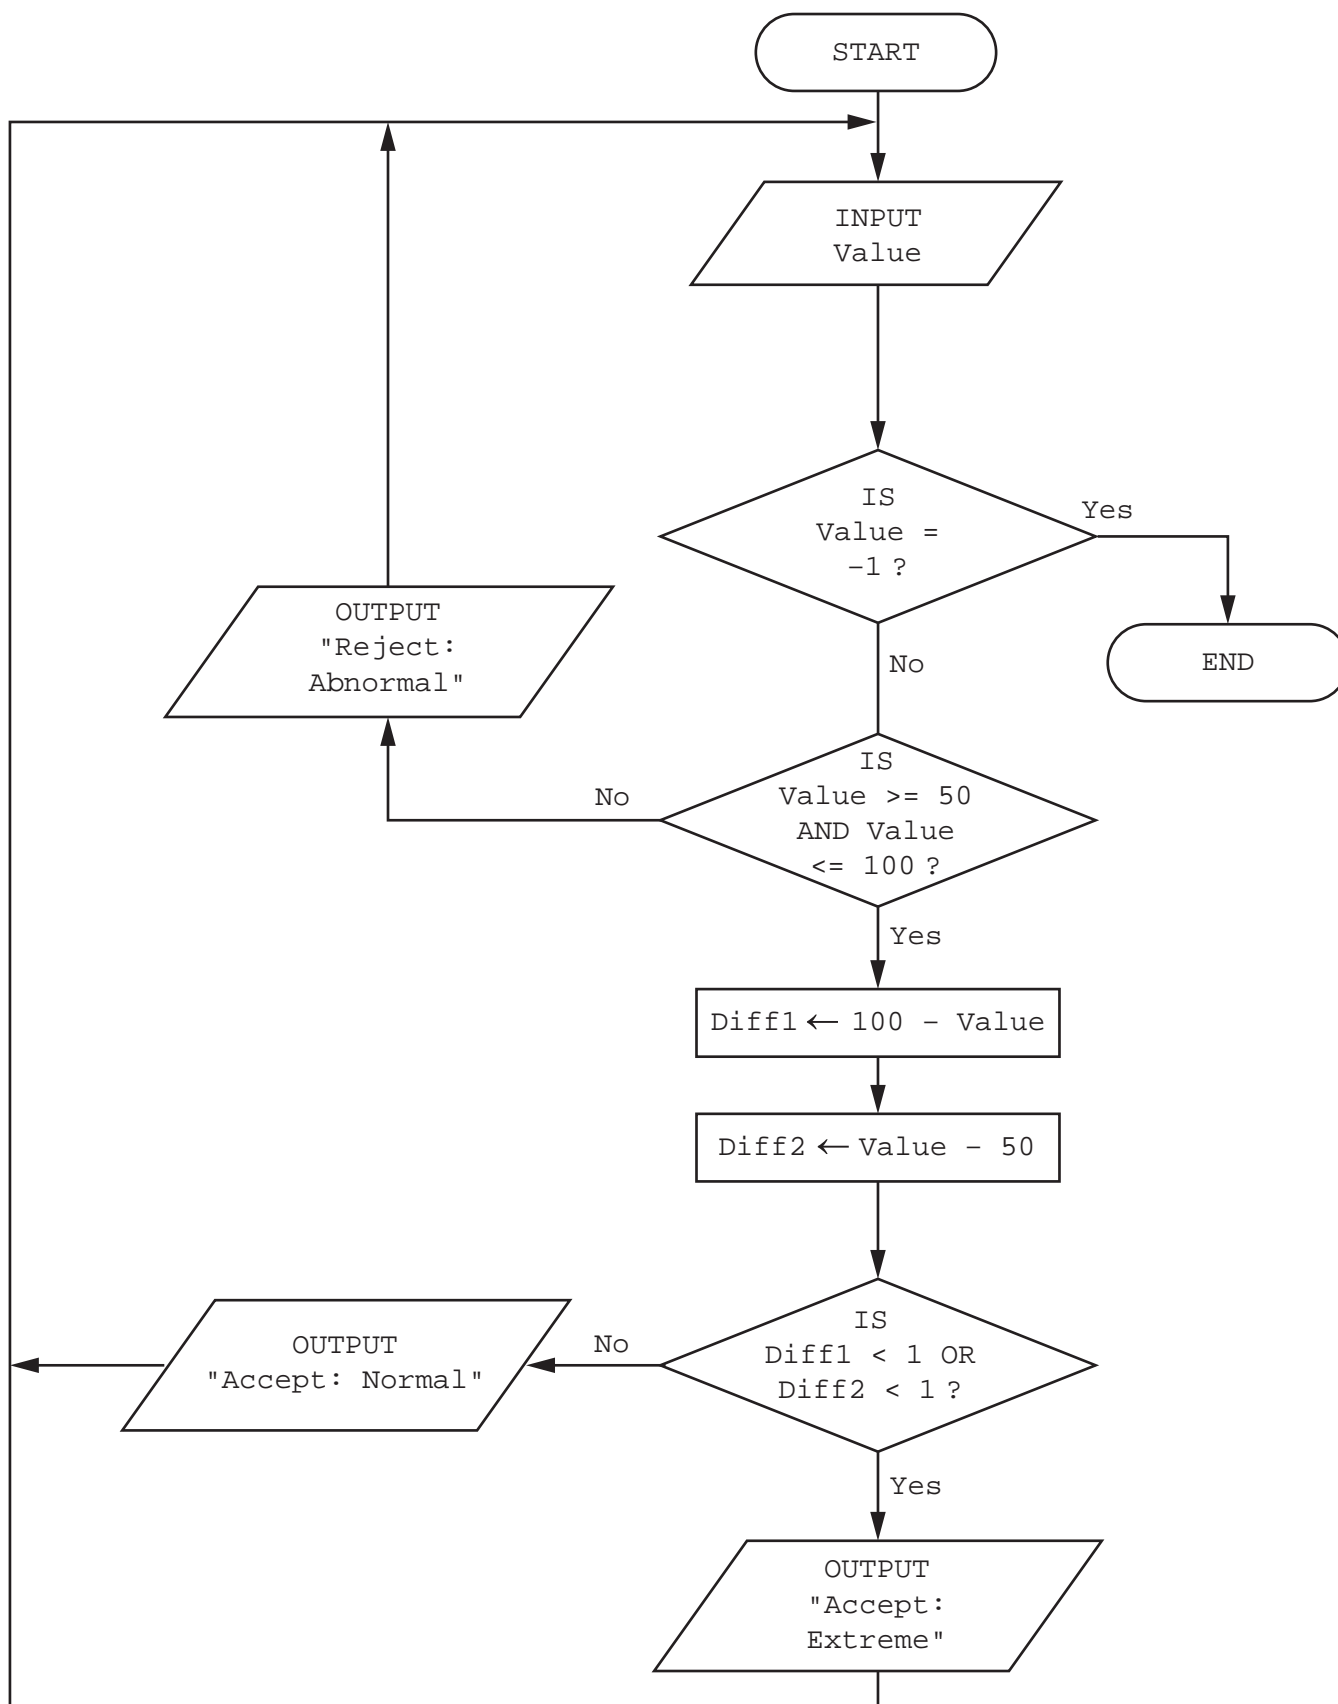 START
INPUT
Value
IS
Value =
–1 ?
Yes
END
No
OUTPUT
"Reject:
Abnormal"
No
IS
Value >= 50
AND Value
<= 100 ?
Yes
Diff1 ← 100 – Value
Diff2 ← Value – 50
IS
Diff1 < 1 OR
Diff2 < 1 ?
No
OUTPUT
"Accept: Normal"
Yes
OUTPUT
"Accept:
Extreme"